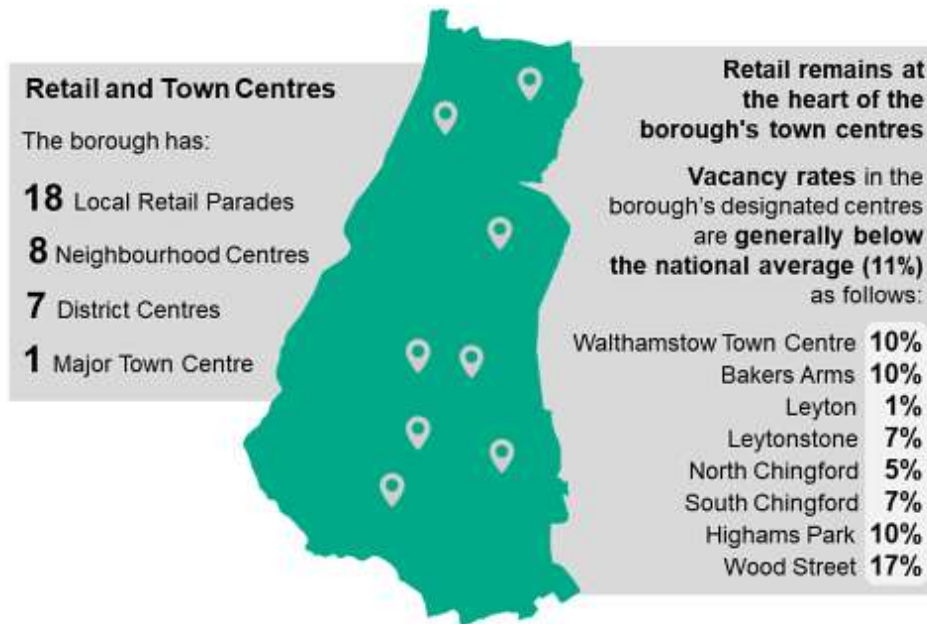 Retail and Town Centres
The borough has:
18 Local Retail Parades
8 Neighbourhood Centres
7 District Centres
1 Major Town Centre
Retail remains at
the heart of the
borough's town centres
Vacancy rates in the
borough's designated centres
are generally below
the national average (11%)
as follows:
Walthamstow Town Centre 10%
Bakers Arms 10%
Leyton 1%
Leytonstone 7%
North Chingford 5%
South Chingford 7%
Highams Park 10%
Wood Street 17%